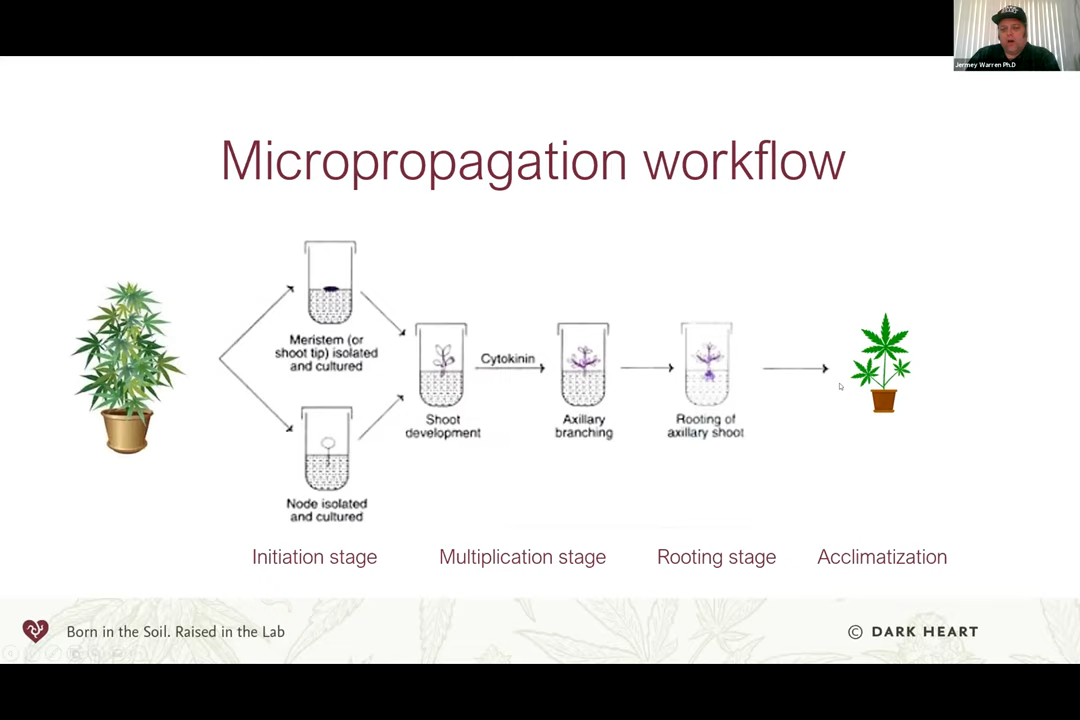 Jermey Warren Ph.D
Micropropagation workflow
Meristem (or
shoot tip) isolated
and cultured
Node isolated
and cultured
Shoot
development
Cytokinin
Axillary
branching
Rooting of
axillary shoot
Initiation stage
Multiplication stage
Rooting stage
Acclimatization
Born in the Soil. Raised in the Lab
© DARK HEART